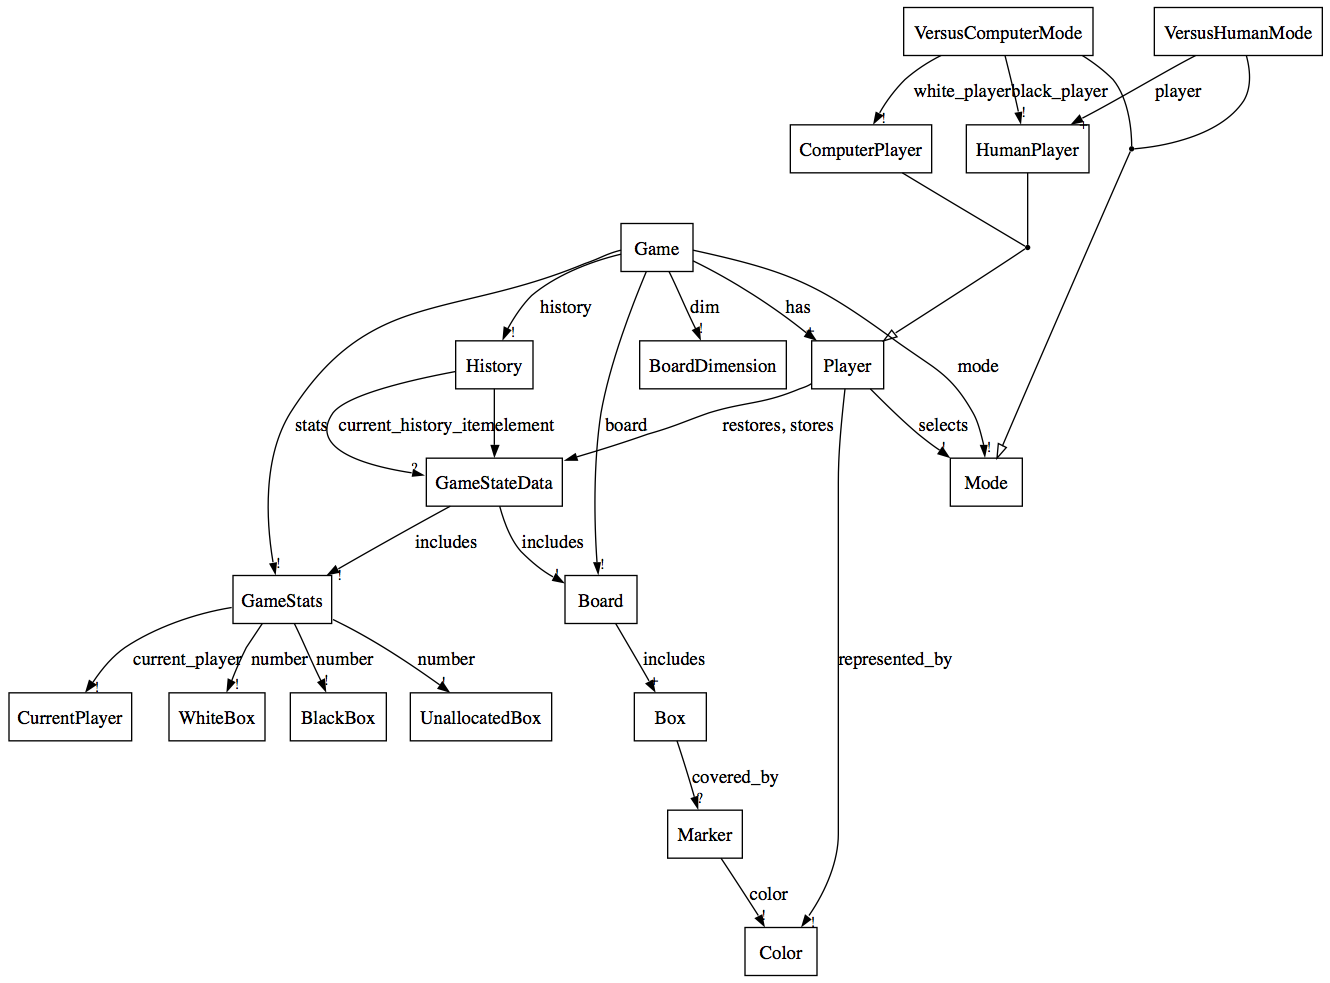 VersusComputerMode
VersusHumanMode
white_player
black_player
player
!
!
+
ComputerPlayer
HumanPlayer
Game
history
dim
has
!
!
+
History
BoardDimension
Player
mode
stats
current_history_item
element
board
restores, stores
selects
?
!
!
GameStateData
Mode
includes
includes
!
!
!
!
GameStats
Board
current_player
number
number
number
includes
represented_by
!
!
!
!
+
CurrentPlayer
WhiteBox
BlackBox
UnallocatedBox
Box
covered_by
?
Marker
color
!
!
Color